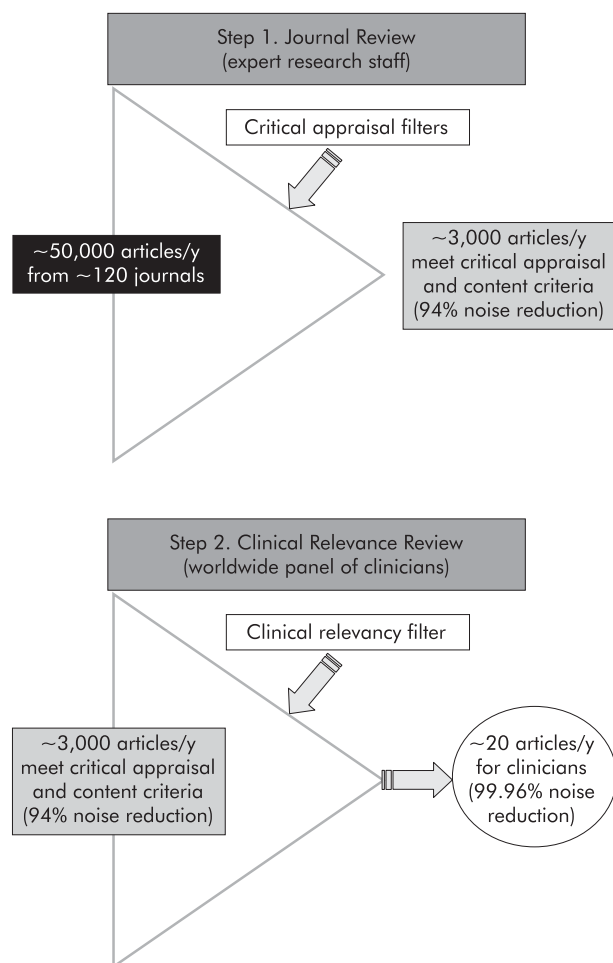 Step 1. Journal Review
(expert research staff)
Critical appraisal filters
~50,000 articles/y
from ~120 journals
~3,000 articles/y
meet critical appraisal
and content criteria
(94% noise reduction)
Step 2. Clinical Relevance Review
(worldwide panel of clinicians)
Clinical relevancy filter
~3,000 articles/y
meet critical appraisal
and content criteria
(94% noise reduction)
~20 articles/y
for clinicians
(99.96% noise
reduction)